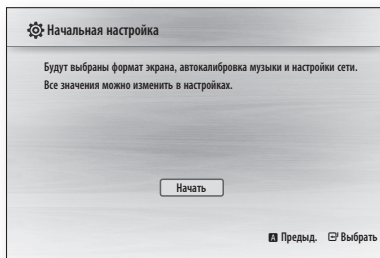 Начальная настройка
Будут выбраны формат экрана, автокалибровка музыки и настройки сети.
Все значения можно изменить в настройках.
Начать
A Предыд. Выбрать